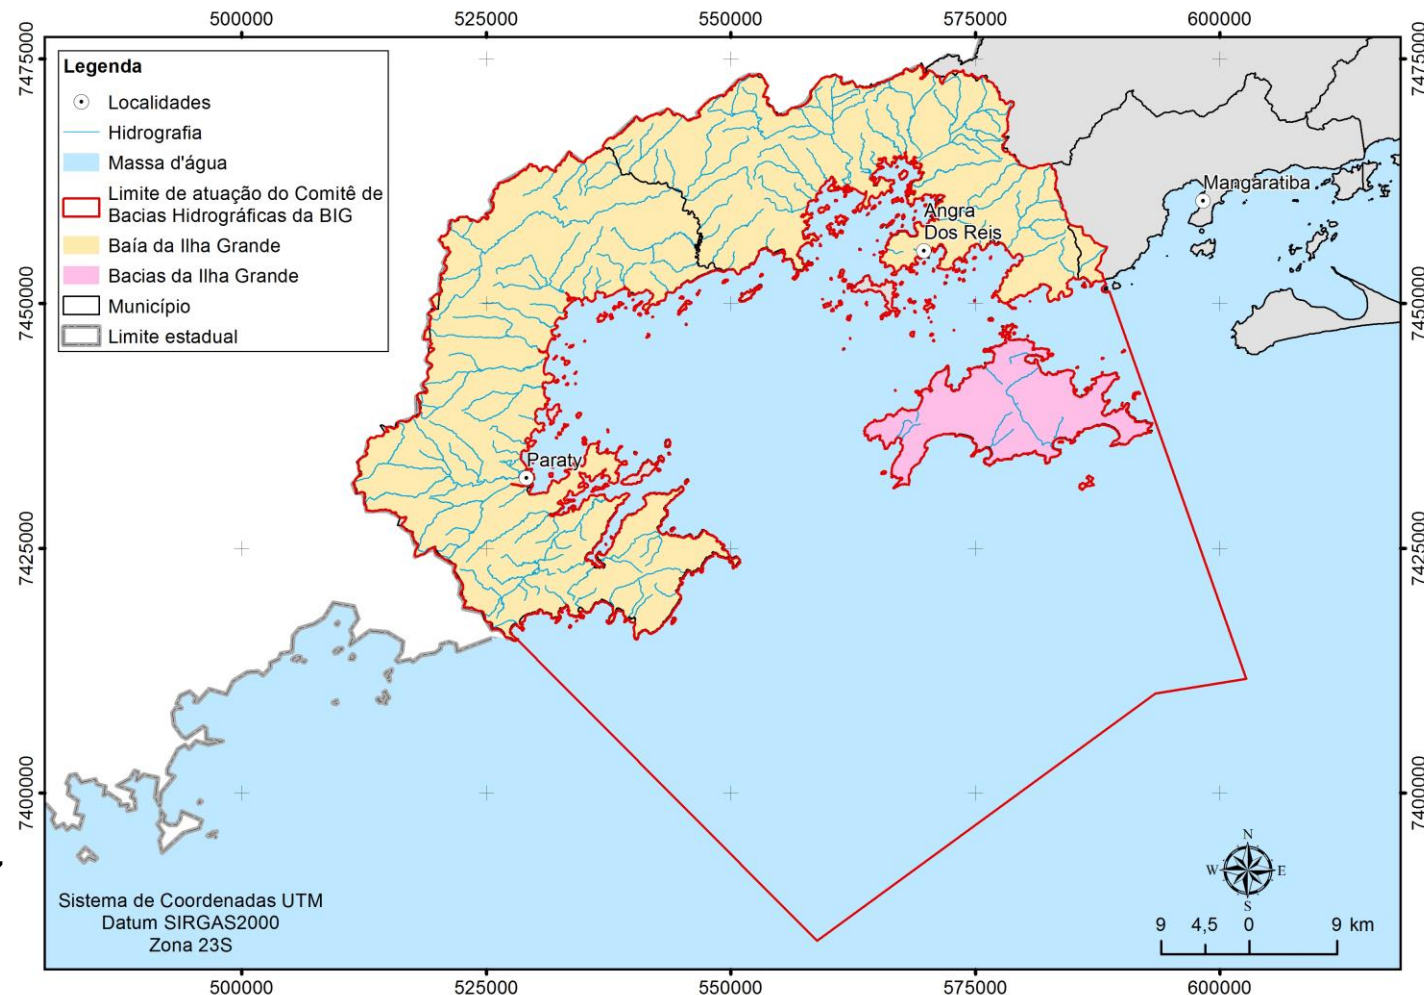 500000 525000 550000 575000 600000
7475000
7475000
Legenda
Localidades
Hidrografia
Massa d'água
Limite de atuação do Comitê de
Bacias Hidrográficas da BIG
Baía da Ilha Grande
Bacias da Ilha Grande
Município
Limite estadual
Mangaratiba
Angra
Dos Reis
7450000
7450000
Paraty
7425000
7425000
7400000
7400000
Sistema de Coordenadas UTM
Datum SIRGAS2000
Zona 23S
N
W
E
S
9 4,5 0 9 km
500000 525000 550000 575000 600000